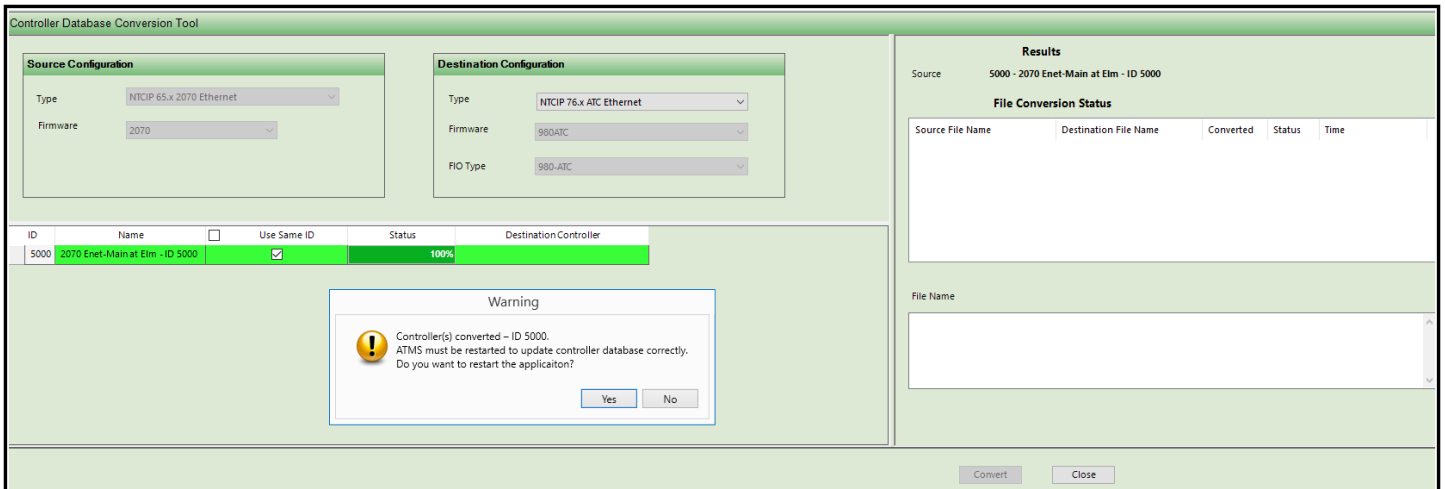 Controller Database Conversion Tool
Source Configuration
Type NTCIP 65.x 2070 Ethernet
Firmware 2070
Destination Configuration
Type NTCIP 76.x ATC Ethernet
Firmware 980ATC
FIO Type 980-ATC
Results
Source 5000 - 2070 Enet-Main at Elm - ID 5000
File Conversion Status
Source File Name Destination File Name Converted Status Time
ID Name Use Same ID Status Destination Controller
5000 2070 Enet-Main at Elm - ID 5000 100%
Warning
Controller(s) converted – ID 5000.
ATMS must be restarted to update controller database correctly.
Do you want to restart the applicaiton?
Yes No
File Name
Convert Close